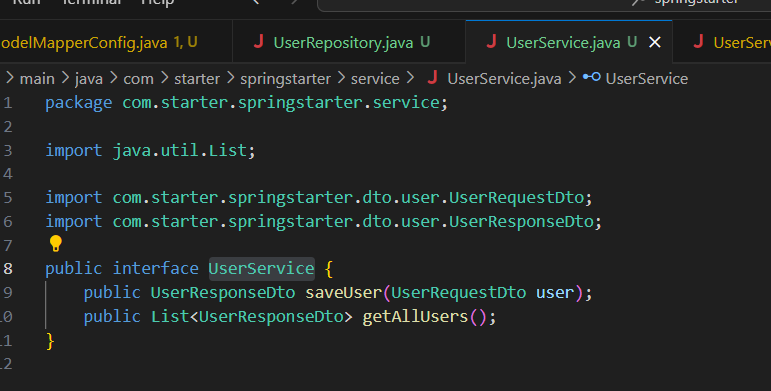 Run Terminal Help springstarter
odelMapperConfig.java 1, U UserRepository.java U UserService.java U UserServ
> main > java > com > starter > springstarter > service > UserService.java > UserService
1 package com.starter.springstarter.service;
2
3 import java.util.List;
4
5 import com.starter.springstarter.dto.user.UserRequestDto;
6 import com.starter.springstarter.dto.user.UserResponseDto;
7
8 public interface UserService {
9 public UserResponseDto saveUser(UserRequestDto user);
10 public List<UserResponseDto> getAllUsers();
11 }
12